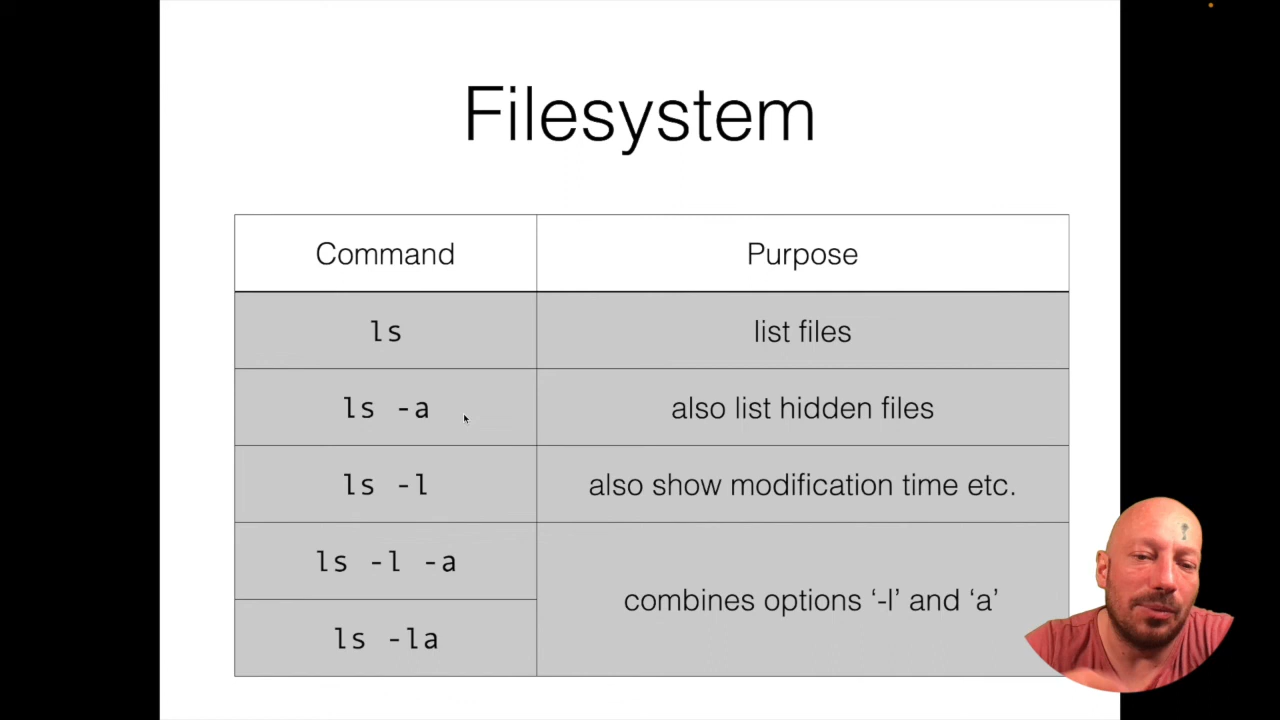 Filesystem
Command Purpose
ls list files
ls -a also list hidden files
ls -l also show modification time etc.
ls -l -a
combines options ‘-l’ and ‘a’
ls -la